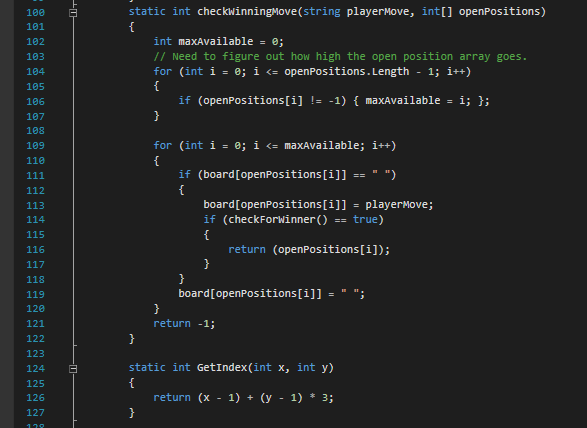 100 static int checkWinningMove(string playerMove, int[] openPositions)
101 {
102 int maxAvailable = 0;
103 // Need to figure out how high the open position array goes.
104 for (int i = 0; i <= openPositions.Length - 1; i++)
105 {
106 if (openPositions[i] != -1) { maxAvailable = i; };
107 }
108
109 for (int i = 0; i <= maxAvailable; i++)
110 {
111 if (board[openPositions[i]] == " ")
112 {
113 board[openPositions[i]] = playerMove;
114 if (checkForWinner() == true)
115 {
116 return (openPositions[i]);
117 }
118 }
119 board[openPositions[i]] = " ";
120 }
121 return -1;
122 }
123
124 static int GetIndex(int x, int y)
125 {
126 return (x - 1) + (y - 1) * 3;
127 }
128